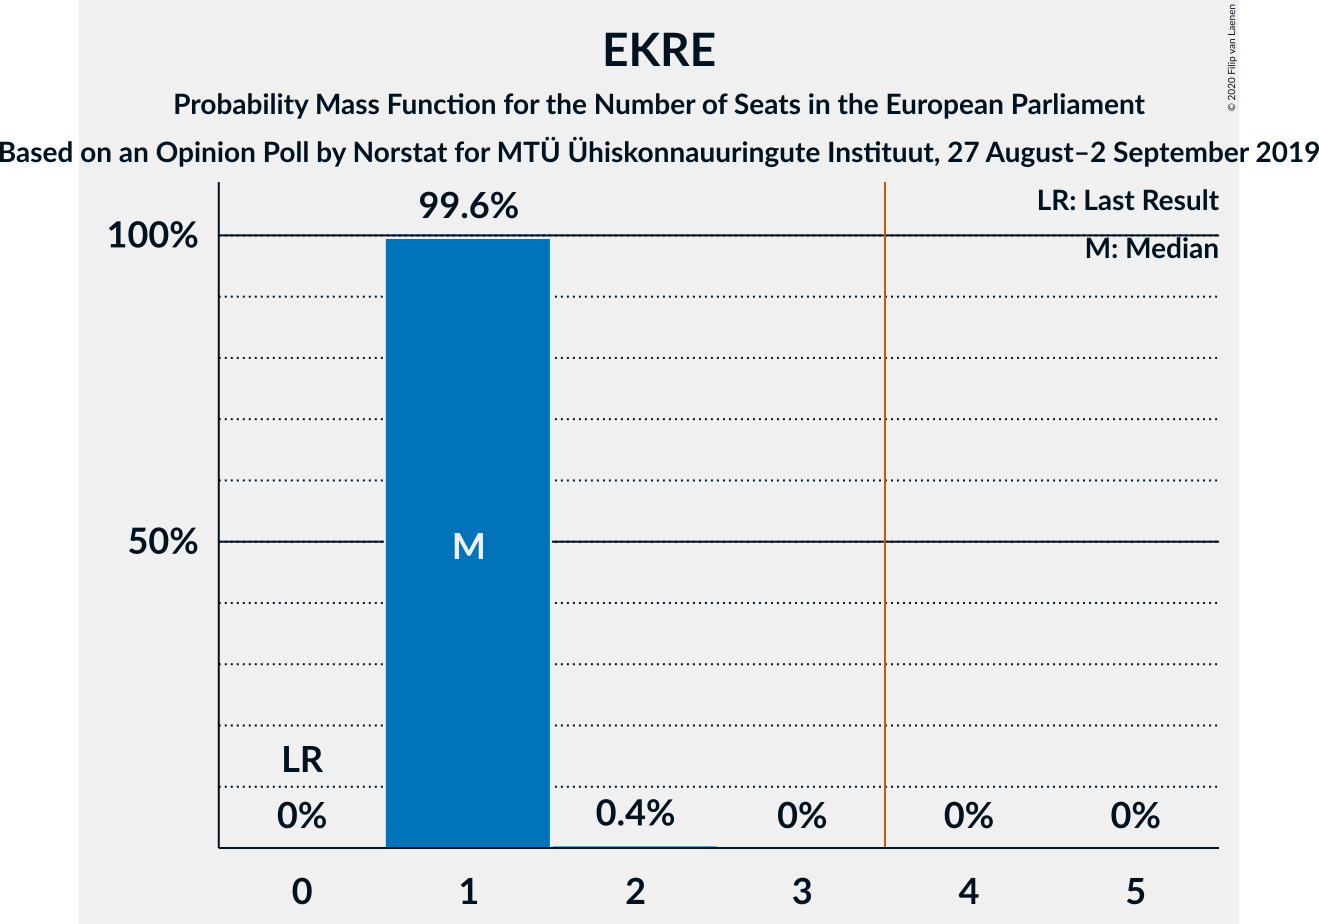 EKRE
Probability Mass Function for the Number of Seats in the European Parliament
Based on an Opinion Poll by Norstat for MTÜ Ühiskonnauuringute Instituut, 27 August–2 September 2019
© 2020 Filip van Laenen
LR: Last Result
M: Median
99.6%
100%
50%
M
LR
0%
0.4%
0%
0%
0%
0 1 2 3 4 5